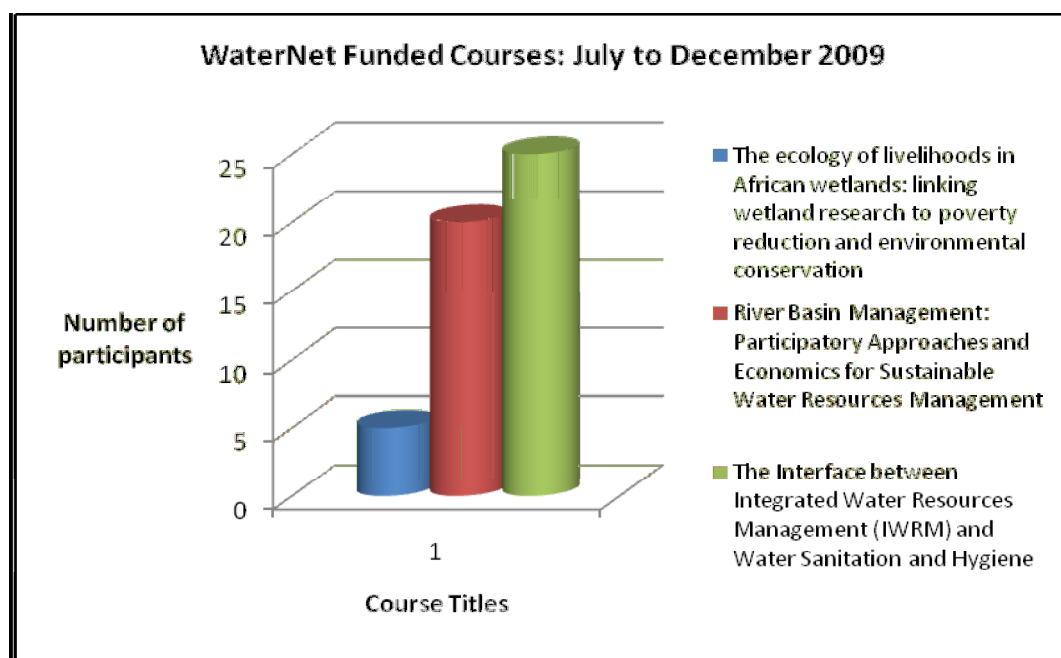 WaterNet Funded Courses: July to December 2009
25
20
15
10
5
0
Number of
participants
1
Course Titles
The ecology of livelihoods in
African wetlands: linking
wetland research to poverty
reduction and environmental
conservation
River Basin Management:
Participatory Approaches and
Economics for Sustainable
Water Resources Management
The Interface between
Integrated Water Resources
Management (IWRM) and
Water Sanitation and Hygiene